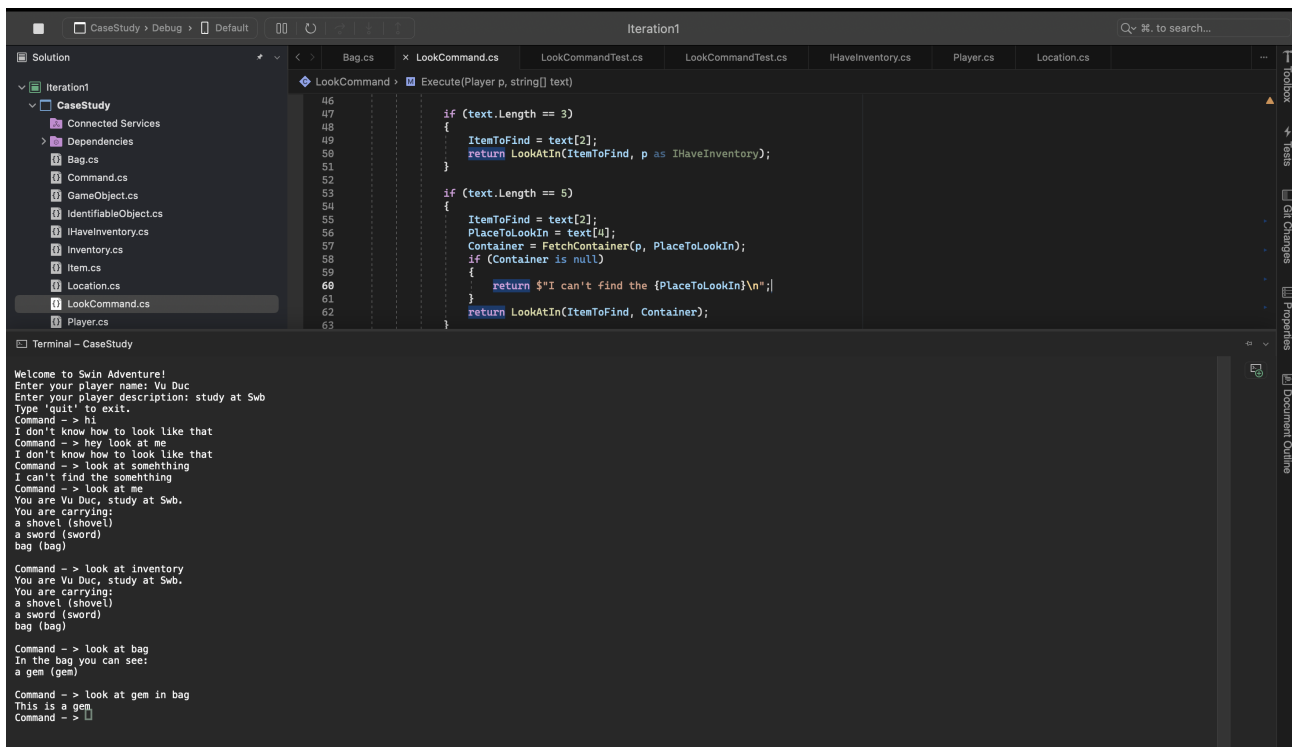 CaseStudy › Debug › Default
Iteration1
⌘. to search...
Solution
Bag.cs
× LookCommand.cs
LookCommandTest.cs
LookCommandTest.cs
IHaveInventory.cs
Player.cs
Location.cs
Iteration1
CaseStudy
Connected Services
Dependencies
Bag.cs
Command.cs
GameObject.cs
IdentifiableObject.cs
IHaveInventory.cs
Inventory.cs
Item.cs
Location.cs
LookCommand.cs
Player.cs
LookCommand › M Execute(Player p, string[] text)
46
47 if (text.Length == 3)
48 {
49 ItemToFind = text[2];
50 return LookAtIn(ItemToFind, p as IHaveInventory);
51 }
52
53 if (text.Length == 5)
54 {
55 ItemToFind = text[2];
56 PlaceToLookIn = text[4];
57 Container = FetchContainer(p, PlaceToLookIn);
58 if (Container is null)
59 {
60 return $"I can't find the {PlaceToLookIn}\n";
61 }
62 return LookAtIn(ItemToFind, Container);
63 }
Toolbox
Tests
Git Changes
Properties
Document Outline
Terminal – CaseStudy
Welcome to Swin Adventure!
Enter your player name: Vu Duc
Enter your player description: study at Swb
Type 'quit' to exit.
Command - > hi
I don't know how to look like that
Command - > hey look at me
I don't know how to look like that
Command - > look at somehthing
I can't find the somehthing
Command - > look at me
You are Vu Duc, study at Swb.
You are carrying:
a shovel (shovel)
a sword (sword)
bag (bag)
Command - > look at inventory
You are Vu Duc, study at Swb.
You are carrying:
a shovel (shovel)
a sword (sword)
bag (bag)
Command - > look at bag
In the bag you can see:
a gem (gem)
Command - > look at gem in bag
This is a gem
Command - >